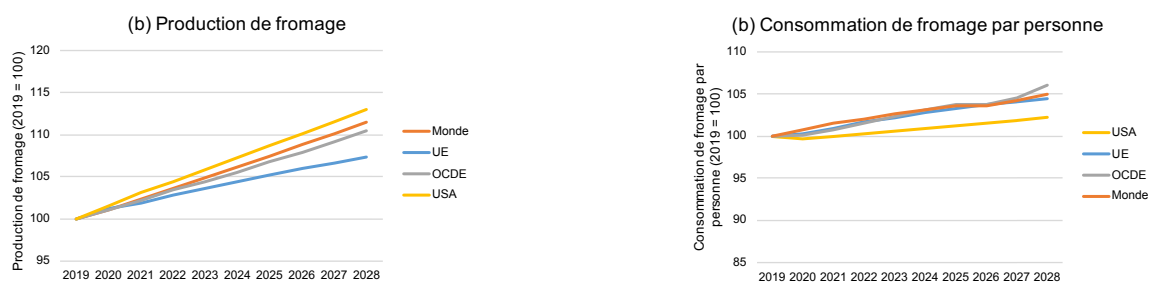 (b) Production de fromage
Production de fromage (2019 = 100)
120
115
110
105
100
95
2019 2020 2021 2022 2023 2024 2025 2026 2027 2028
Monde
UE
OCDE
USA
(b) Consommation de fromage par personne
Consommation de fromage par
personne (2019 = 100)
110
105
100
95
90
85
2019 2020 2021 2022 2023 2024 2025 2026 2027 2028
USA
UE
OCDE
Monde